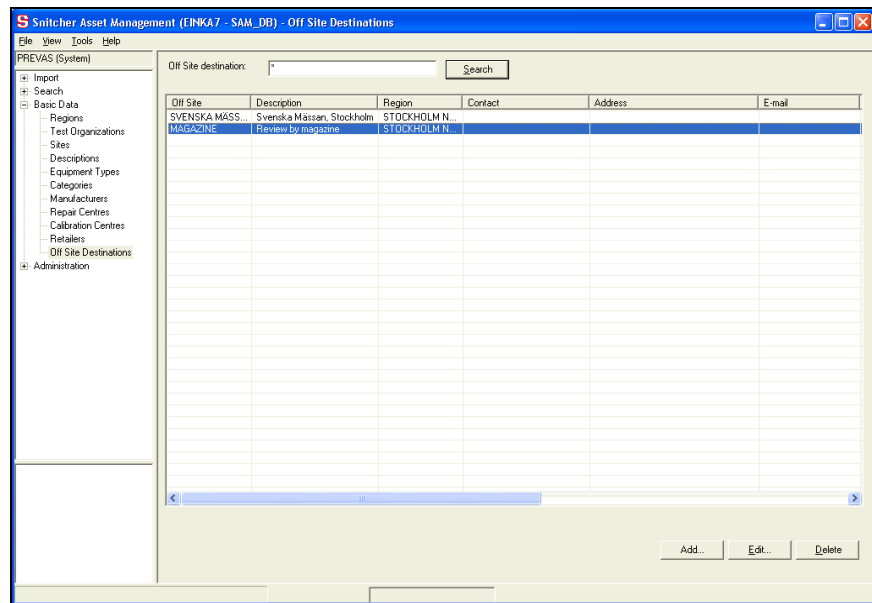 S Snitcher Asset Management (EINKA7 - SAM_DB) - Off Site Destinations
File View Tools Help
PREVAS (System)
Import
Search
Basic Data
Regions
Test Organizations
Sites
Descriptions
Equipment Types
Categories
Manufacturers
Repair Centres
Calibration Centres
Retailers
Off Site Destinations
Administration
Off Site destination: * Search
Off Site Description Region Contact Address E-mail
SVENSKA MÄSS... Svenska Mässan, Stockholm STOCKHOLM N...
MAGAZINE Review by magazine STOCKHOLM N...
Add... Edit... Delete